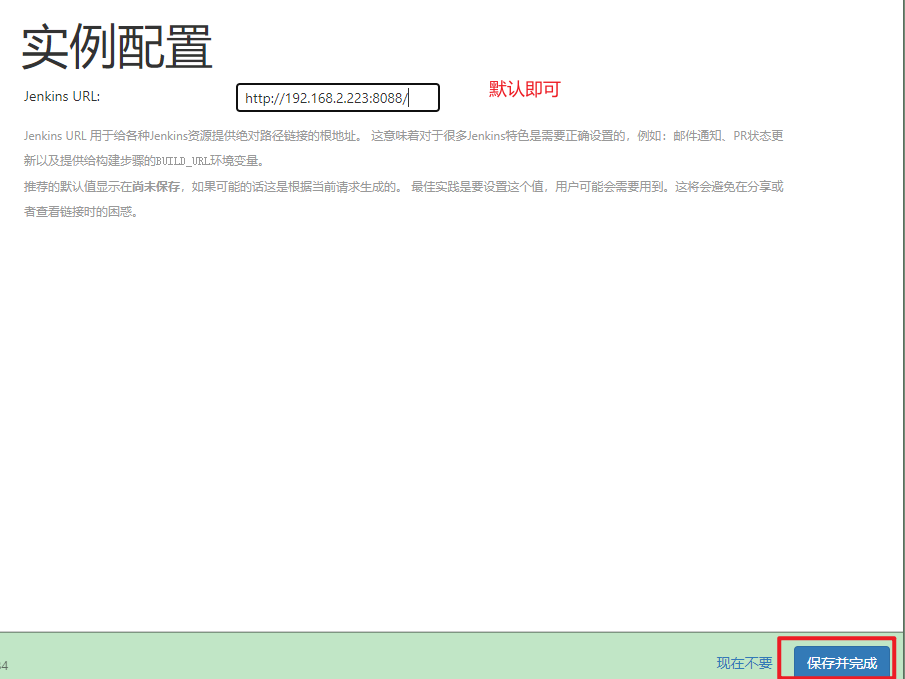 实例配置
Jenkins URL:
http://192.168.2.223:8088/
默认即可
Jenkins URL 用于给各种Jenkins资源提供绝对路径链接的根地址。 这意味着对于很多Jenkins特色是需要正确设置的，例如：邮件通知、PR状态更
新以及提供给构建步骤的BUILD_URL环境变量。
推荐的默认值显示在尚未保存，如果可能的话这是根据当前请求生成的。 最佳实践是要设置这个值，用户可能会需要用到。这将会避免在分享或
者查看链接时的困惑。
现在不要
保存并完成